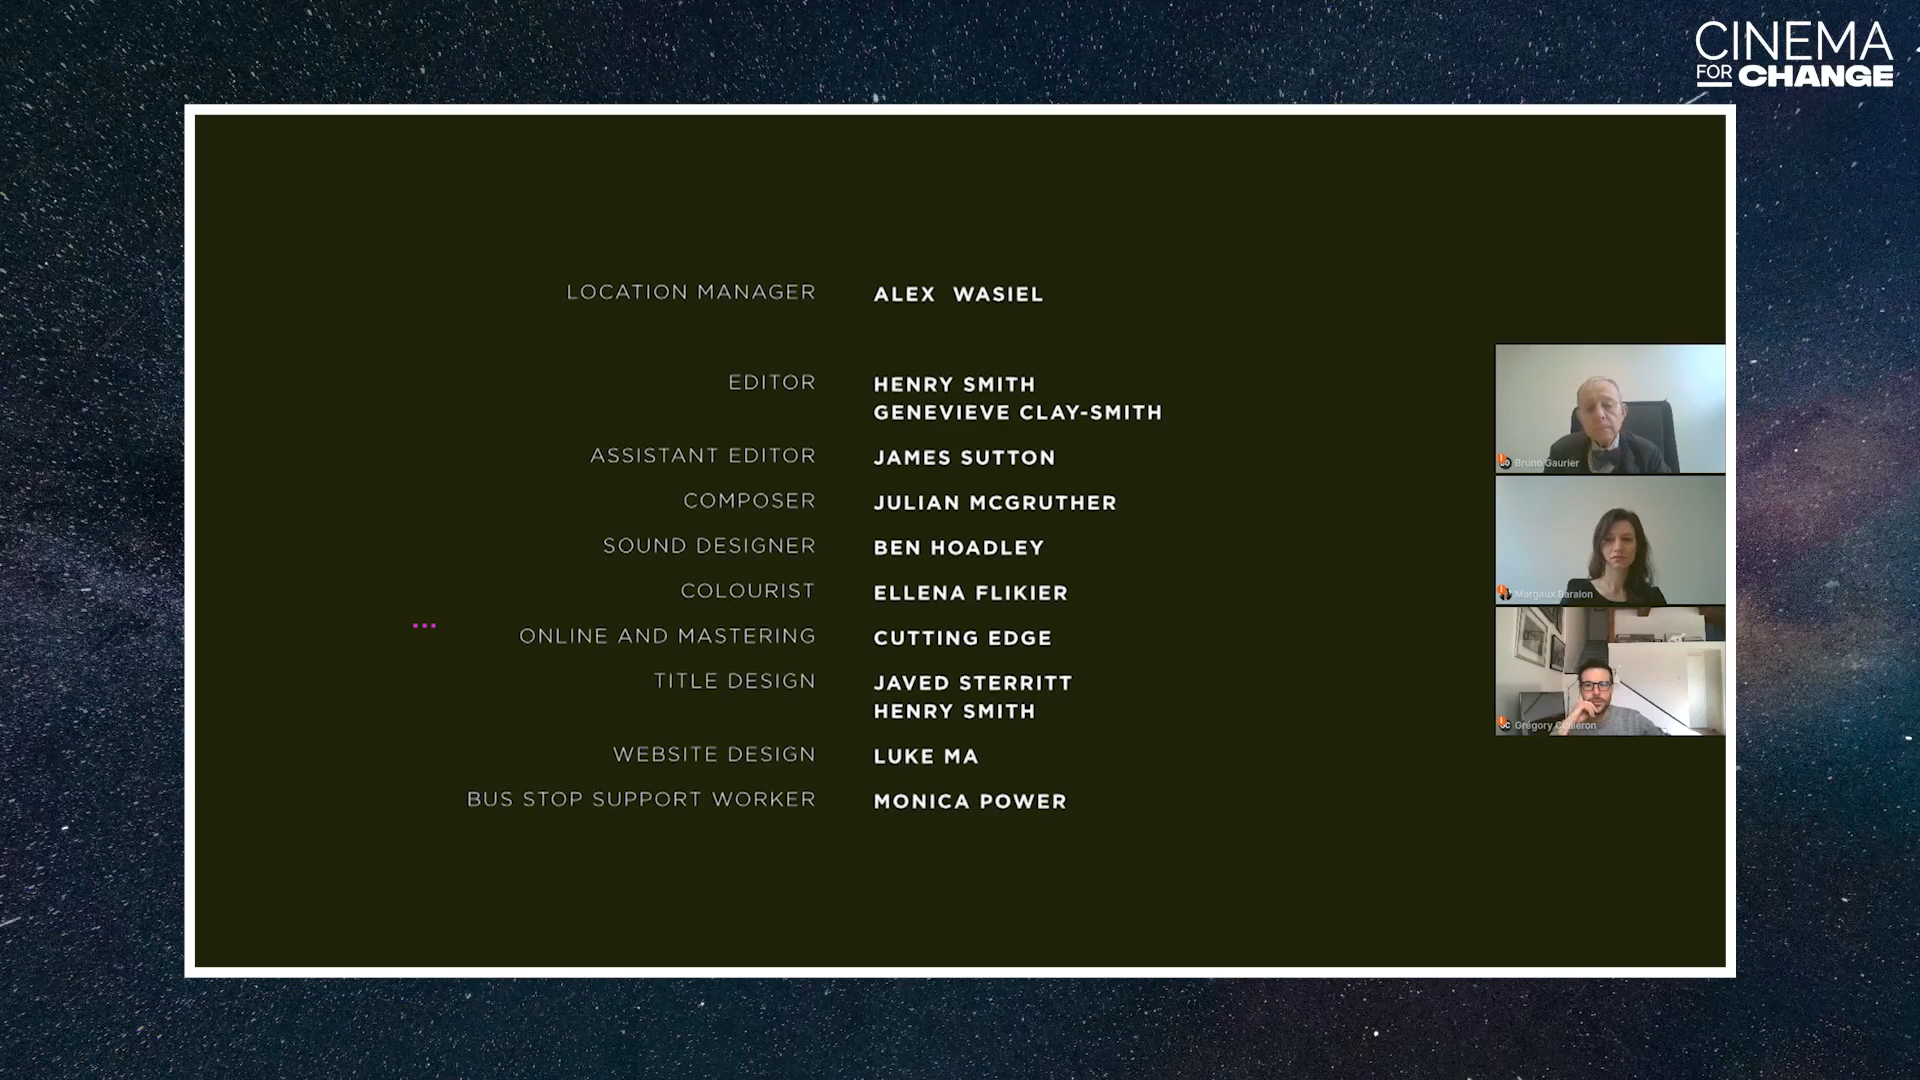 CINEMA
FOR CHANGE
LOCATION MANAGER ALEX WASIEL
EDITOR HENRY SMITH
GENEVIEVE CLAY-SMITH
ASSISTANT EDITOR JAMES SUTTON
COMPOSER JULIAN MCGRUTHER
SOUND DESIGNER BEN HOADLEY
COLOURIST ELLENA FLIKIER
ONLINE AND MASTERING CUTTING EDGE
TITLE DESIGN JAVED STERRITT
HENRY SMITH
WEBSITE DESIGN LUKE MA
BUS STOP SUPPORT WORKER MONICA POWER
Bruno Gaurier
Margaux Baralon
Grégory